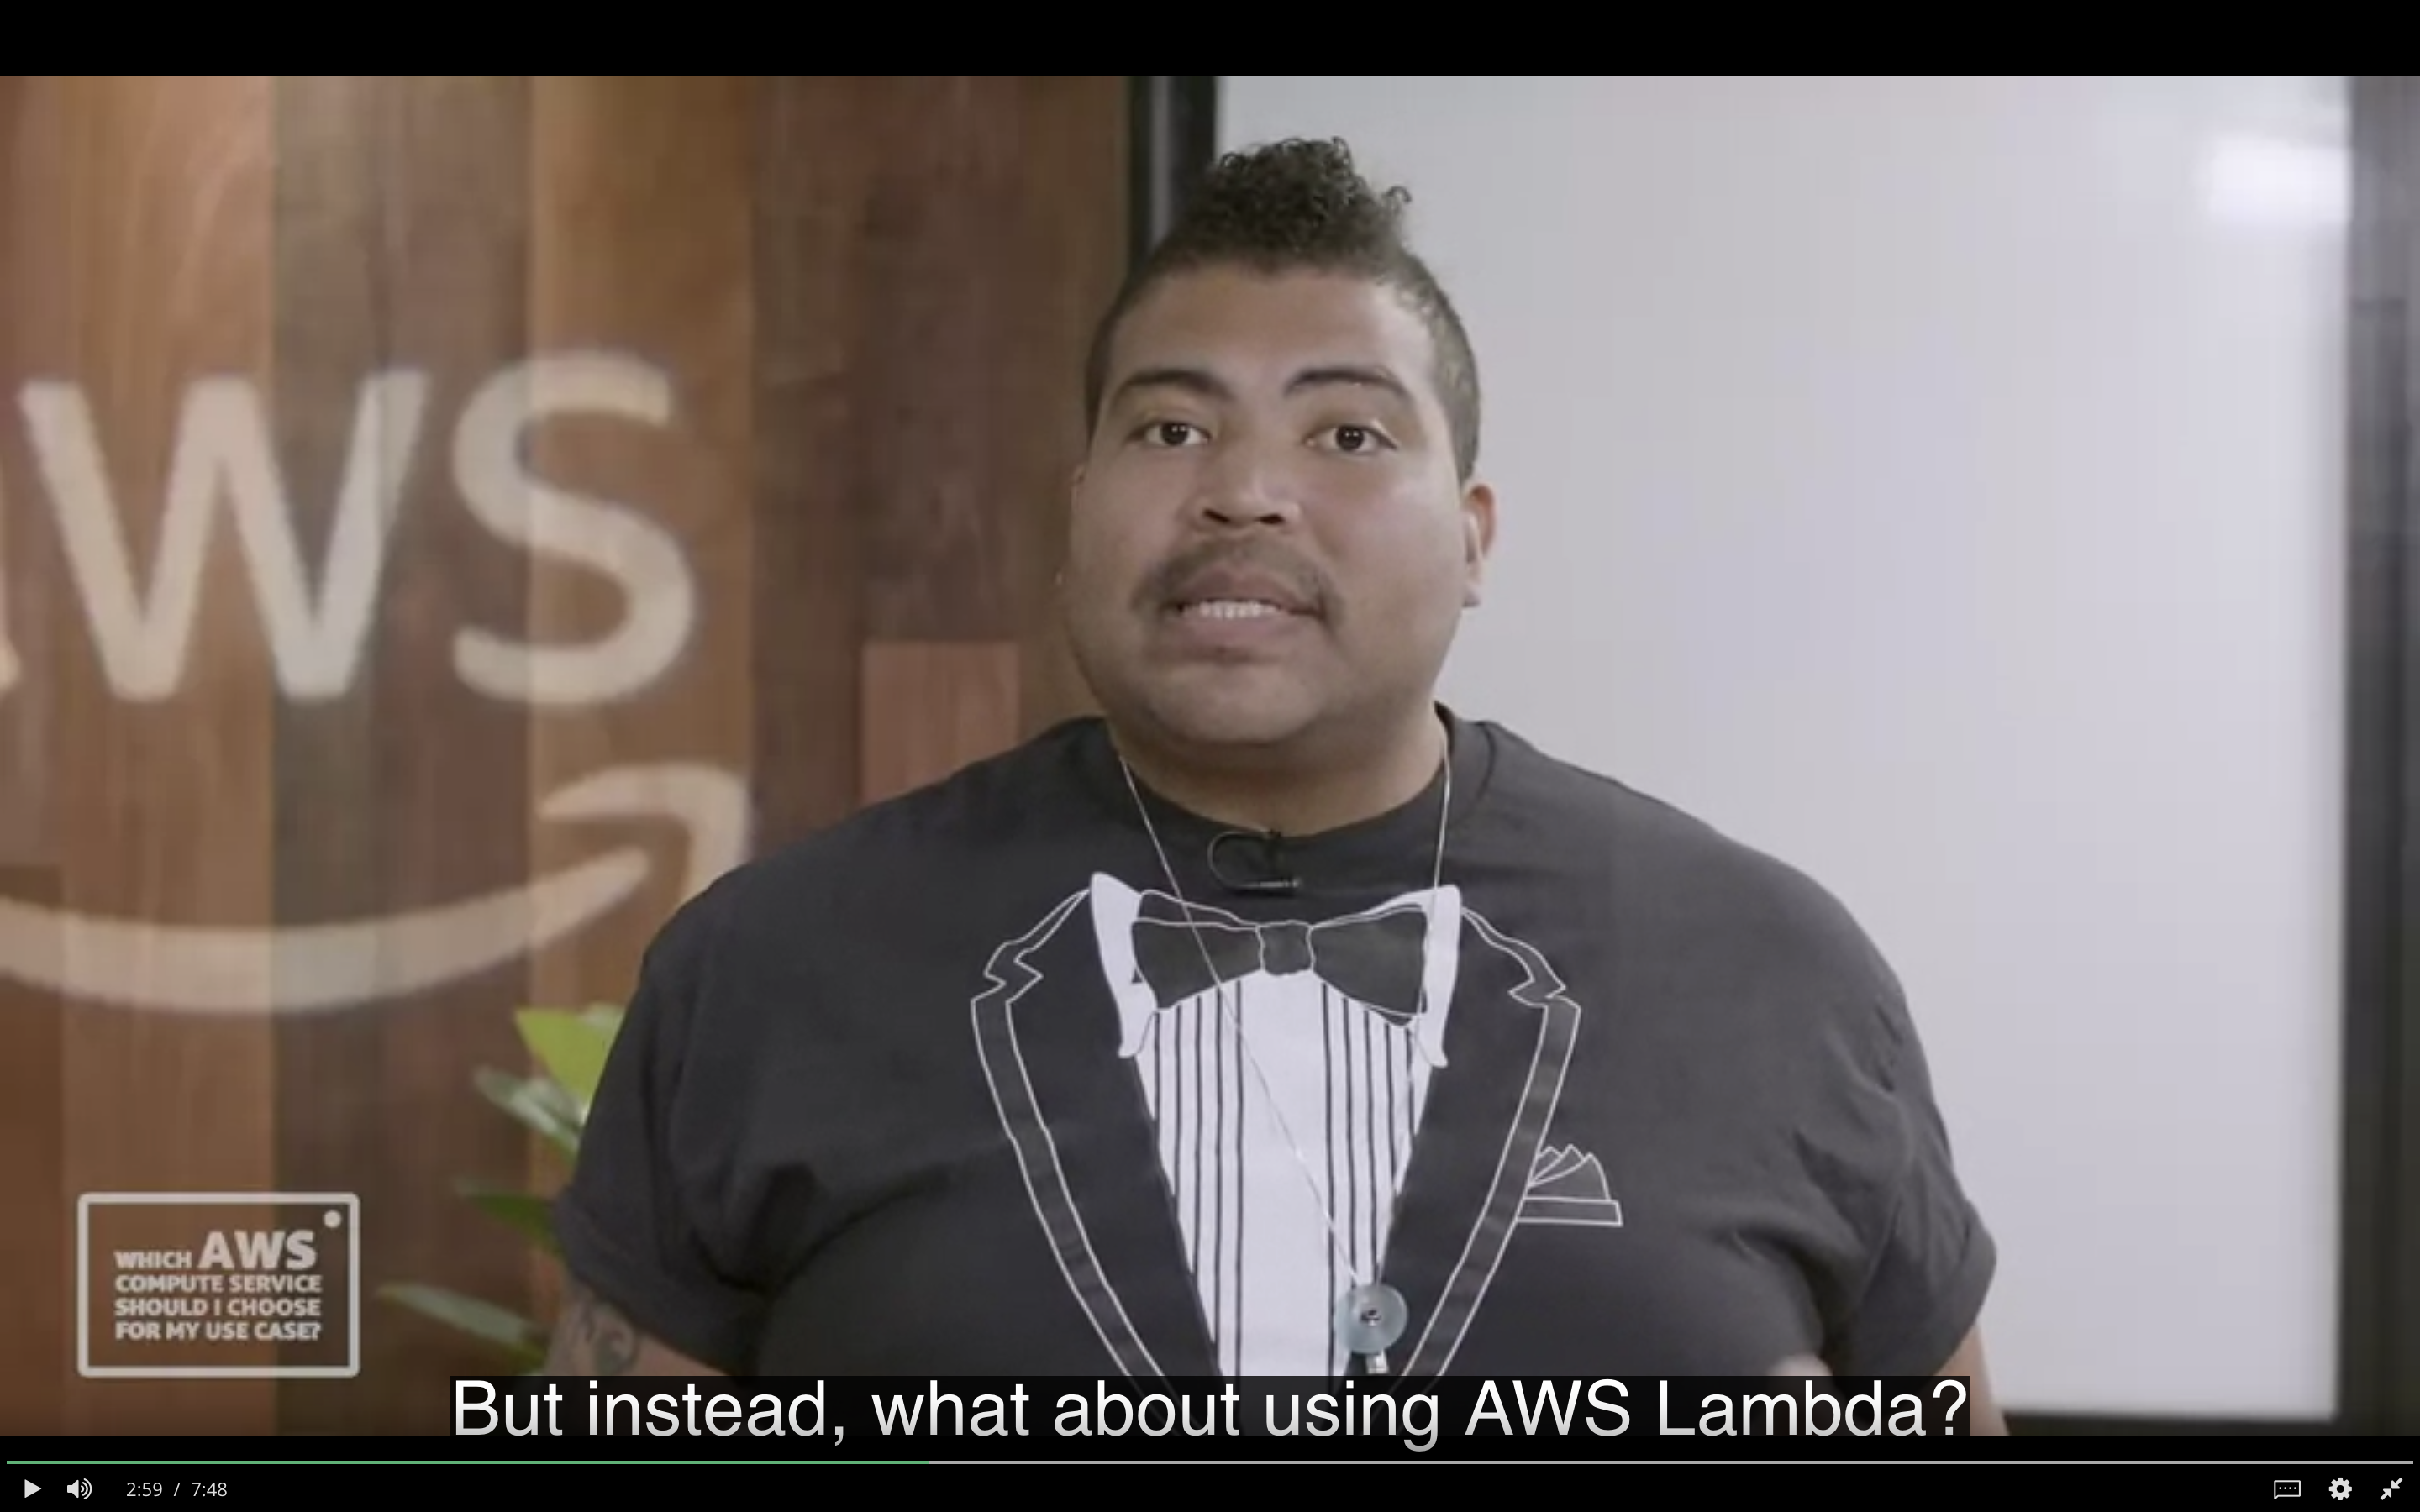 AWS
WHICH AWS
COMPUTE SERVICE
SHOULD I CHOOSE
FOR MY USE CASE?
But instead, what about using AWS Lambda?
2:59 / 7:48